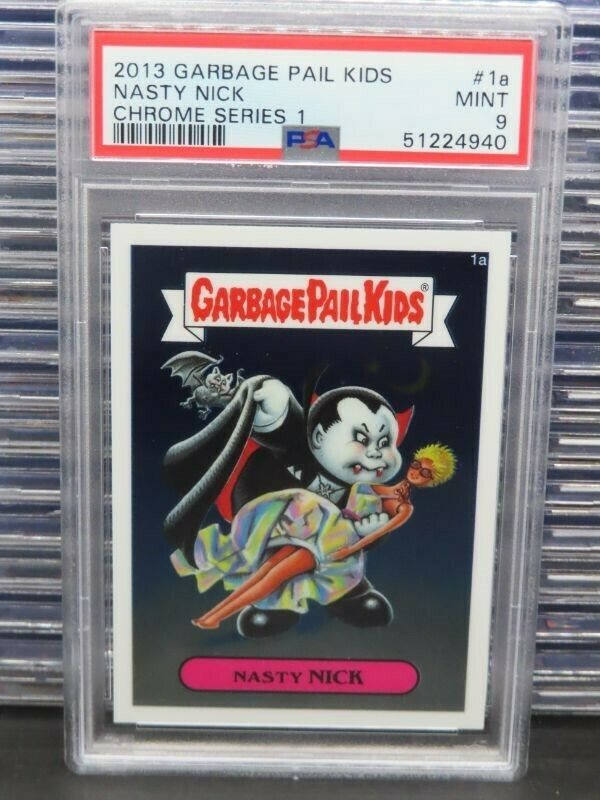 2013 GARBAGE PAIL KIDS #1a
NASTY NICK MINT
CHROME SERIES 1 9
PSA 51224940
1a
GARBAGE PAIL KIDS®
NASTY NICK